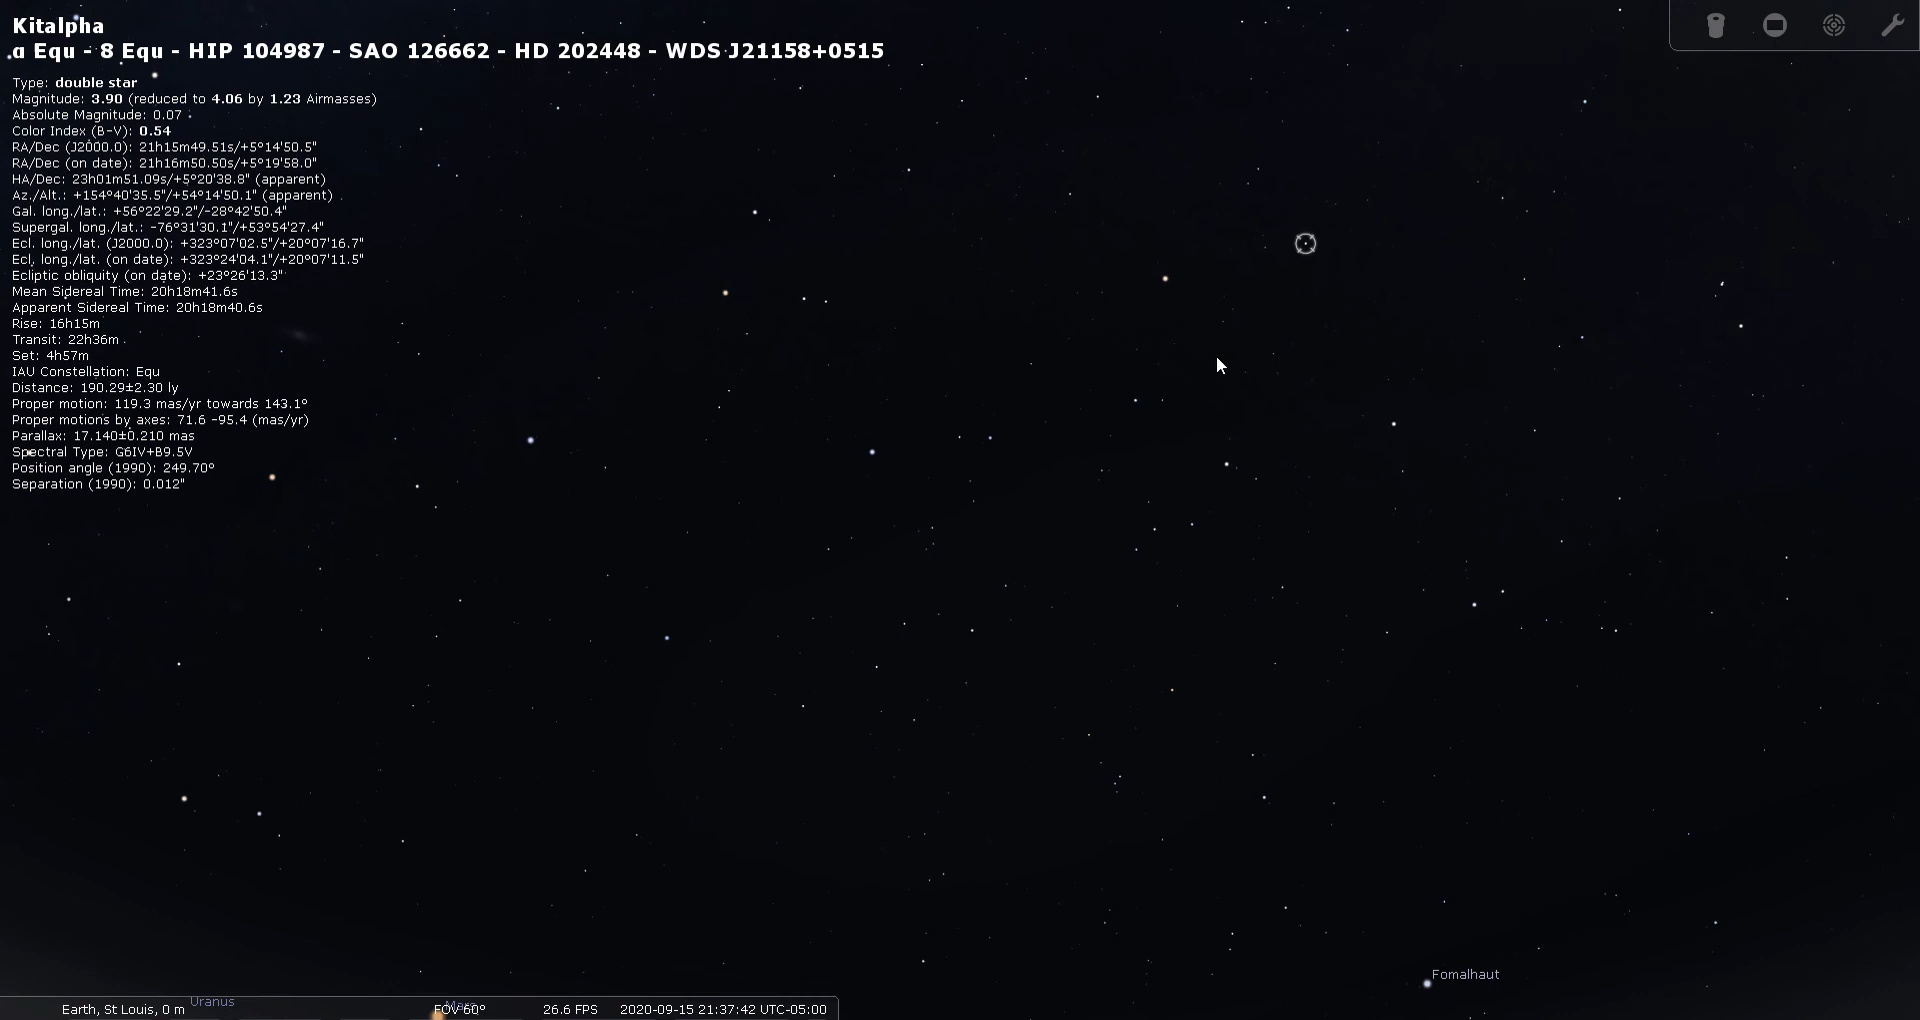 Kitalpha
α Equ - 8 Equ - HIP 104987 - SAO 126662 - HD 202448 - WDS J21158+0515
Type: double star
Magnitude: 3.90 (reduced to 4.06 by 1.23 Airmasses)
Absolute Magnitude: 0.07
Color Index (B-V): 0.54
RA/Dec (J2000.0): 21h15m49.51s/+5°14'50.5"
RA/Dec (on date): 21h16m50.50s/+5°19'58.0"
HA/Dec: 23h01m51.09s/+5°20'38.8" (apparent)
Az./Alt.: +154°40'35.5"/+54°14'50.1" (apparent)
Gal. long./lat.: +56°22'29.2"/-28°42'50.4"
Supergal. long./lat.: -76°31'30.1"/+53°54'27.4"
Ecl. long./lat. (J2000.0): +323°07'02.5"/+20°07'16.7"
Ecl. long./lat. (on date): +323°24'04.1"/+20°07'11.5"
Ecliptic obliquity (on date): +23°26'13.3"
Mean Sidereal Time: 20h18m41.6s
Apparent Sidereal Time: 20h18m40.6s
Rise: 16h15m
Transit: 22h36m
Set: 4h57m
IAU Constellation: Equ
Distance: 190.29±2.30 ly
Proper motion: 119.3 mas/yr towards 143.1°
Proper motions by axes: 71.6 -95.4 (mas/yr)
Parallax: 17.140±0.210 mas
Spectral Type: G6IV+B9.5V
Position angle (1990): 249.70°
Separation (1990): 0.012"
Fomalhaut
Uranus
Mars
Earth, St Louis, 0 m FOV 60° 26.6 FPS 2020-09-15 21:37:42 UTC-05:00